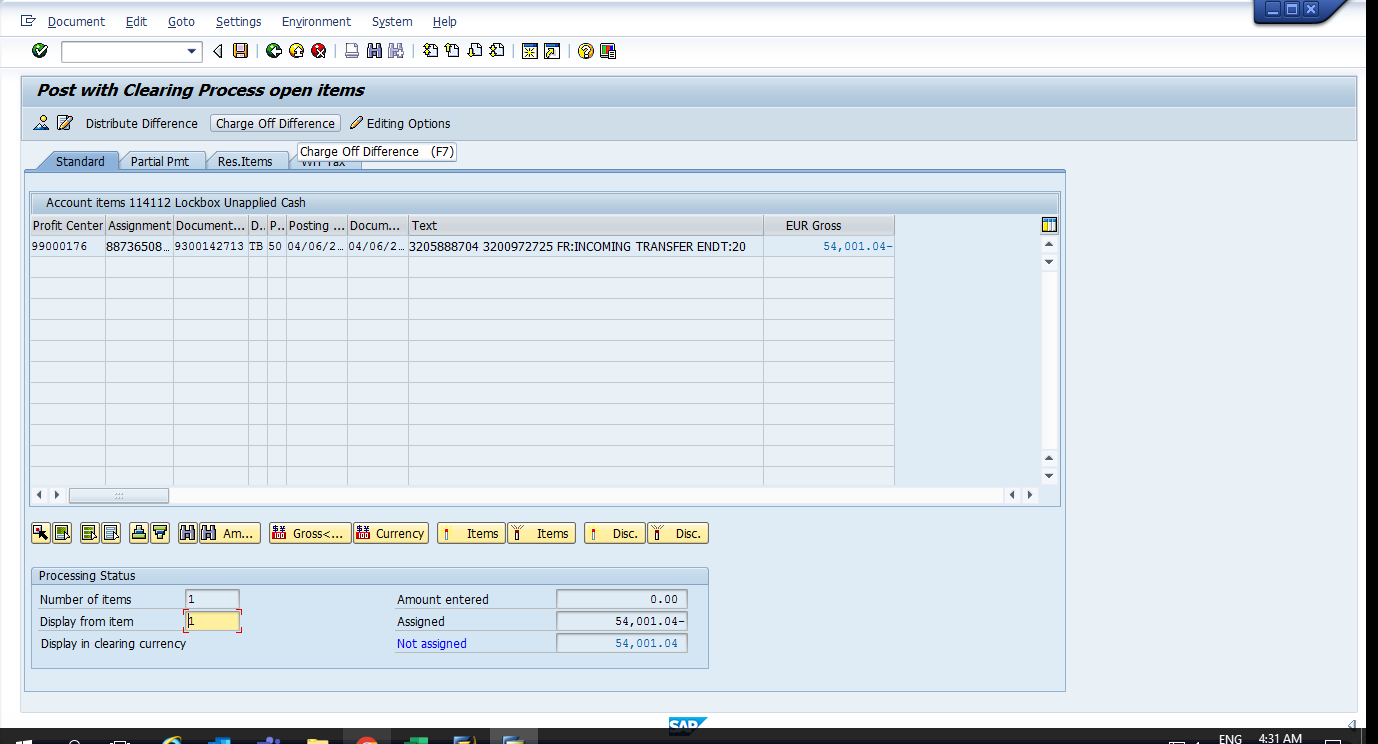 Document Edit Goto Settings Environment System Help
Post with Clearing Process open items
Distribute Difference Charge Off Difference Editing Options
Charge Off Difference (F7)
Standard Partial Pmt Res.Items
Account items 114112 Lockbox Unapplied Cash
Profit Center Assignment Document... D.. P.. Posting ... Docum... Text EUR Gross
99000176 88736508... 9300142713 TB 50 04/06/2... 04/06/2... 3205888704 3200972725 FR:INCOMING TRANSFER ENDT:20 54,001.04-
Am... Gross<... Currency Items Items Disc. Disc.
Processing Status
Number of items 1 Amount entered 0.00
Display from item 1 Assigned 54,001.04-
Display in clearing currency Not assigned 54,001.04
SAP
ENG 4:31 AM